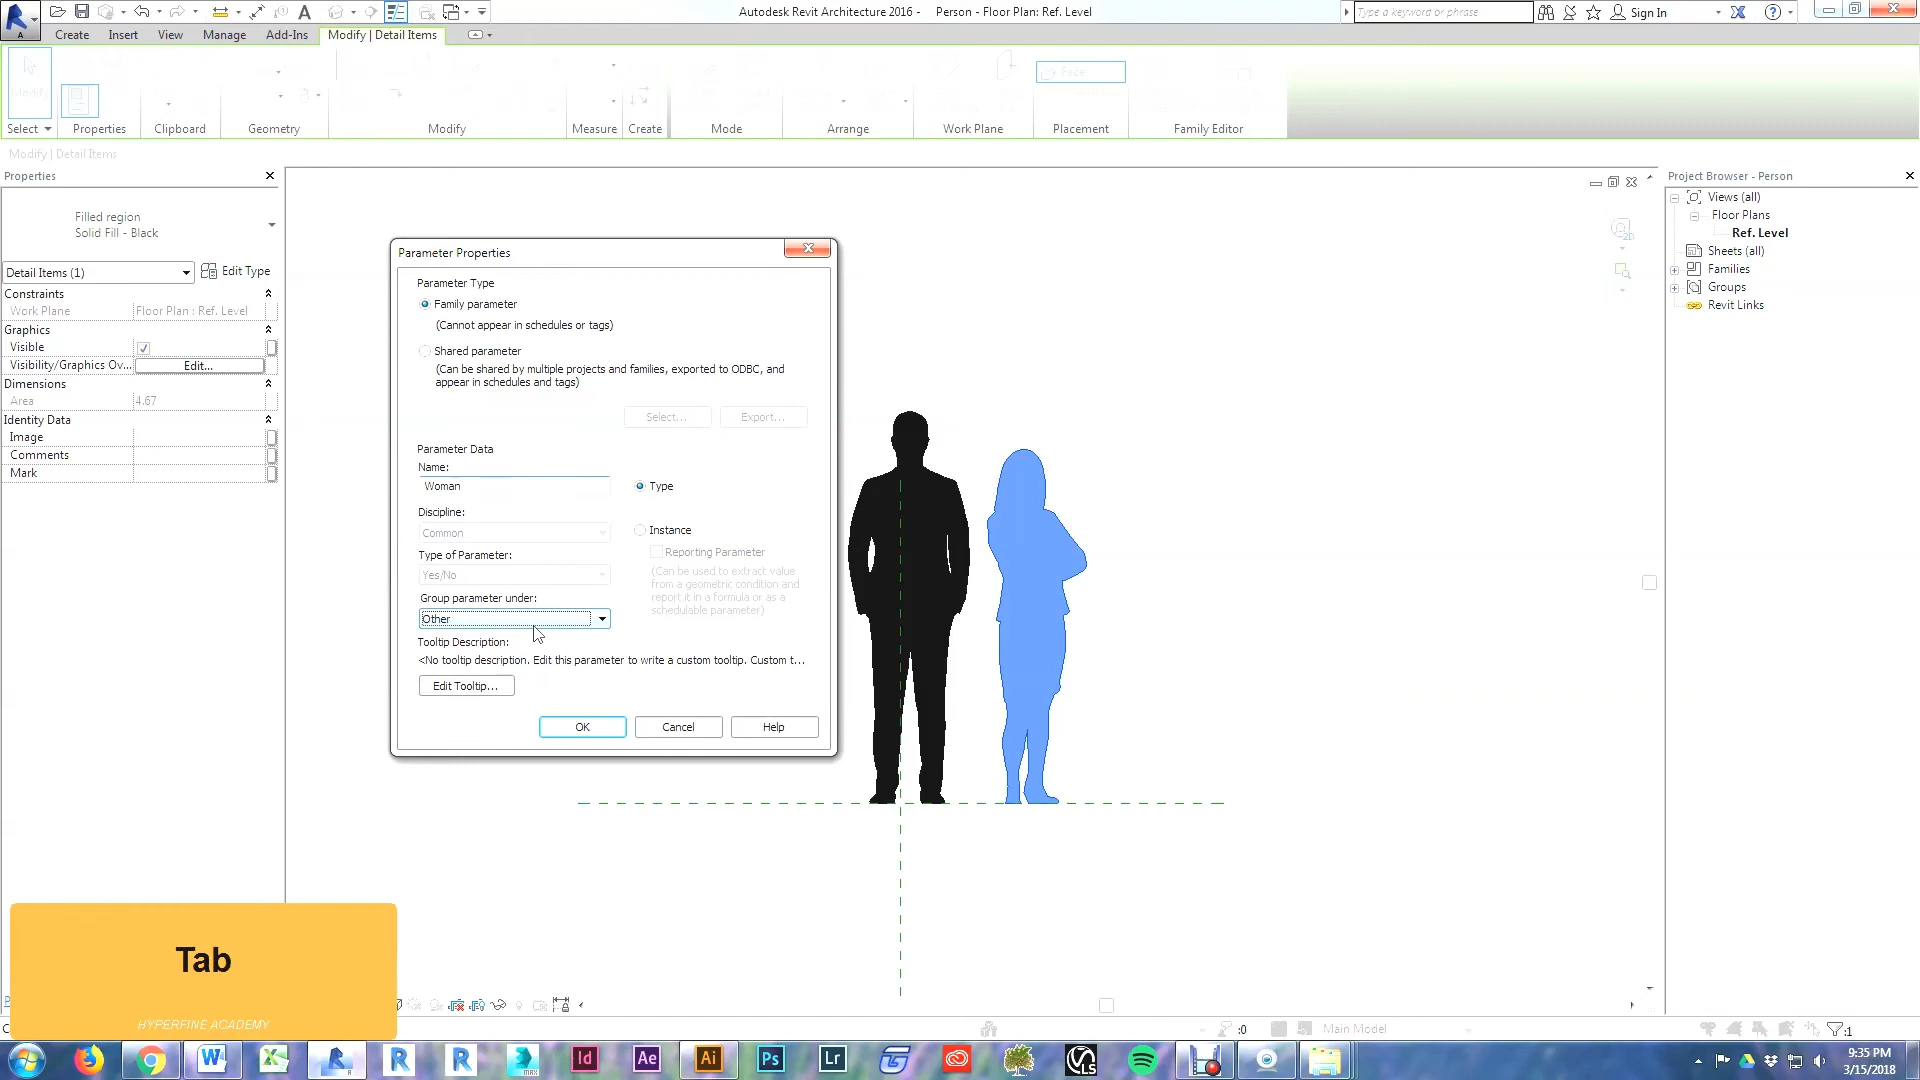 Autodesk Revit Architecture 2016 -    Person - Floor Plan: Ref. Level
Type a keyword or phrase
Sign In
Create
Insert
View
Manage
Add-Ins
Modify | Detail Items
Modify
Face
Select
Properties
Clipboard
Geometry
Modify
Measure
Create
Mode
Arrange
Work Plane
Placement
Family Editor
Modify | Detail Items
Properties
Filled region
Solid Fill - Black
Detail Items (1)
Edit Type
Constraints
Work Plane
Floor Plan : Ref. Level
Graphics
Visible
Visibility/Graphics Ov...
Edit...
Dimensions
Area
4.67
Identity Data
Image
Comments
Mark
Parameter Properties
Parameter Type
Family parameter
(Cannot appear in schedules or tags)
Shared parameter
(Can be shared by multiple projects and families, exported to ODBC, and
appear in schedules and tags)
Select...
Export...
Parameter Data
Name:
Woman
Type
Discipline:
Common
Instance
Reporting Parameter
Type of Parameter:
Yes/No
(Can be used to extract value
from a geometric condition and
report it in a formula or as a
schedulable parameter)
Group parameter under:
Other
Tooltip Description:
<No tooltip description. Edit this parameter to write a custom tooltip. Custom t...
Edit Tooltip...
OK
Cancel
Help
2D
Project Browser - Person
Views (all)
Floor Plans
Ref. Level
Sheets (all)
Families
Groups
Revit Links
Tab
HYPERFINE ACADEMY
:0
Main Model
:1
9:35 PM
3/15/2018